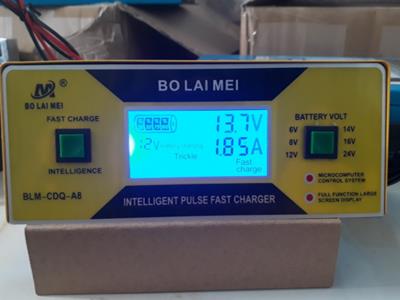 BO LAI MEI
M®
BO LAI MEI
FAST CHARGE
INTELLIGENCE
BLM-CDQ-A8
13.7V
12V Battery charging
1.85A
Trickle
Fast charge
BATTERY VOLT
6V 14V
8V 16V
12V 24V
MICROCOMPUTER
CONTROL SYSTEM
FULL FUNCTION LARGE
SCREEN DISPLAY
INTELLIGENT PULSE FAST CHARGER